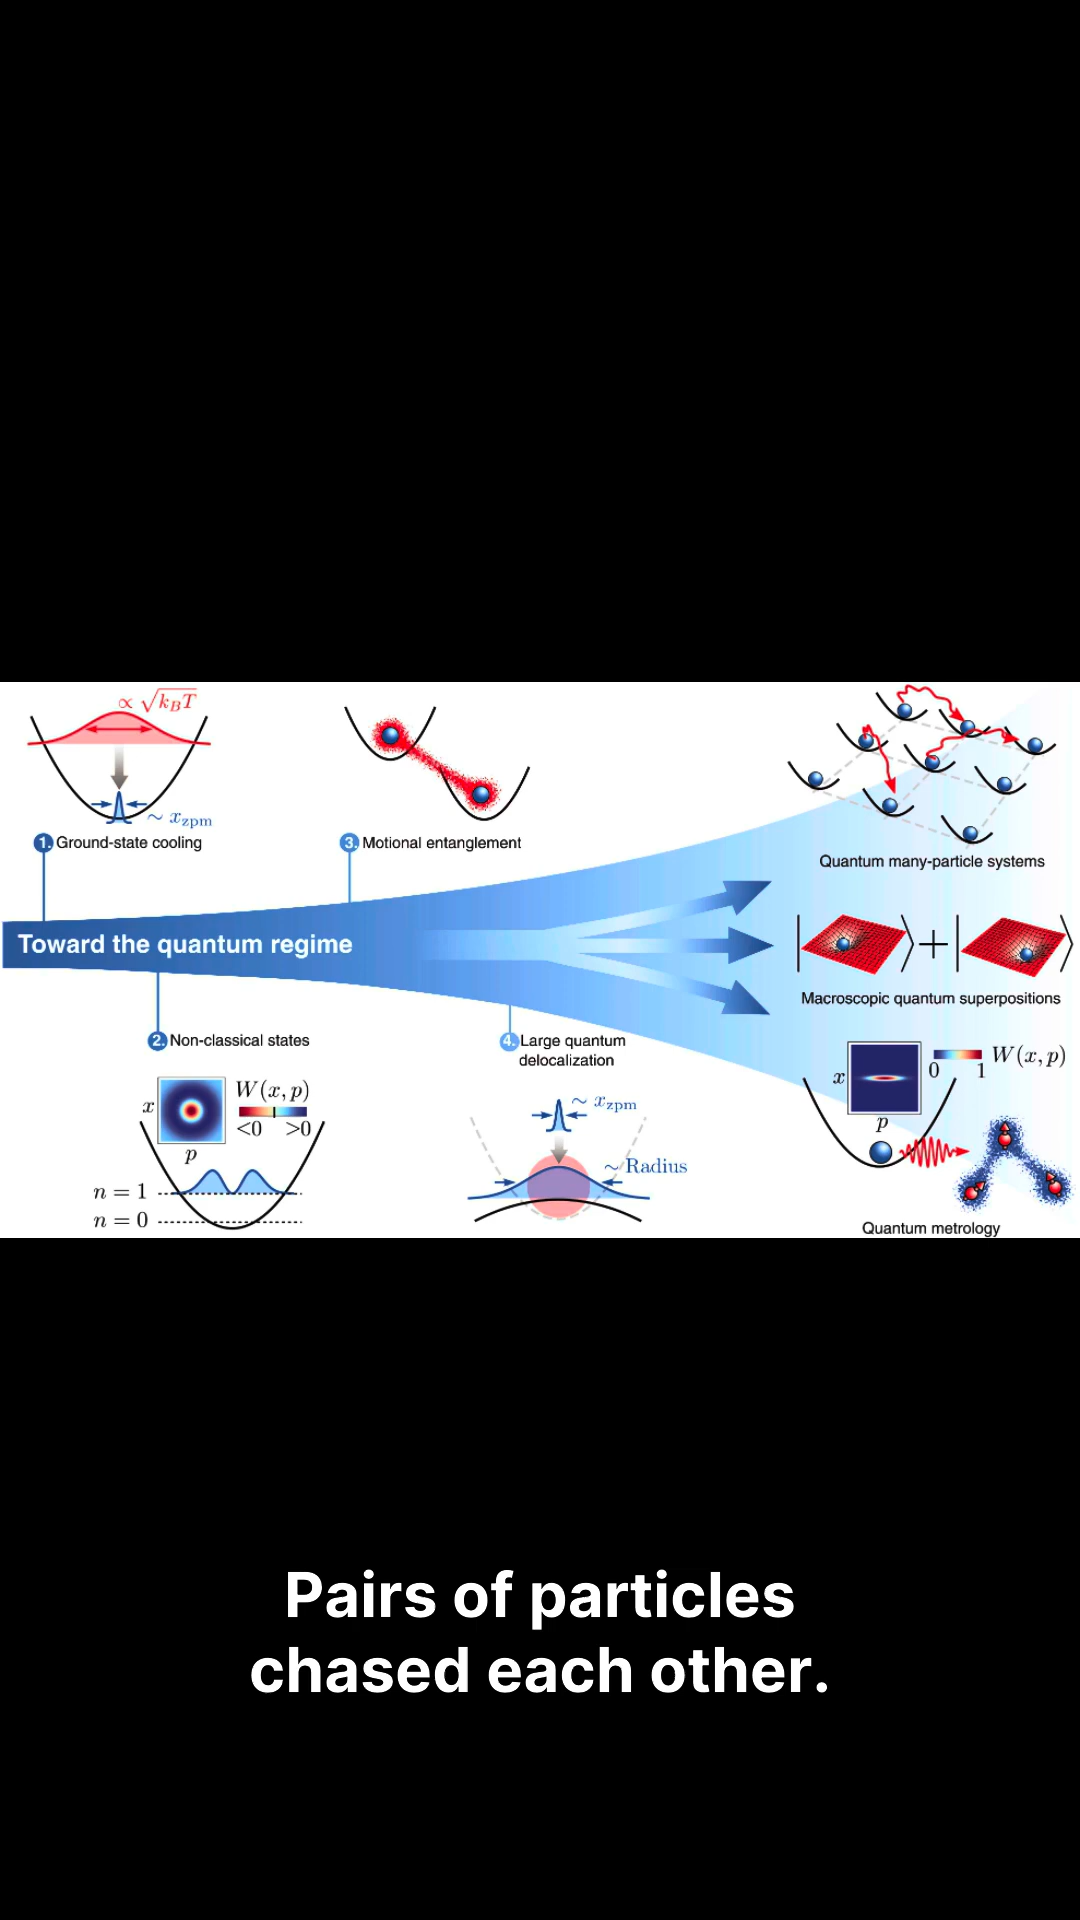 ∝ √k_BT
∼ x_zpm
1. Ground-state cooling
3. Motional entanglement
Quantum many-particle systems
Toward the quantum regime
| ⟩ + | ⟩
Macroscopic quantum superpositions
2. Non-classical states
x
W(x, p)
<0 >0
p
n = 1
n = 0
4. Large quantum
delocalization
∼ x_zpm
∼ Radius
x
0 1
W(x, p)
p
Quantum metrology
Pairs of particles
chased each other.